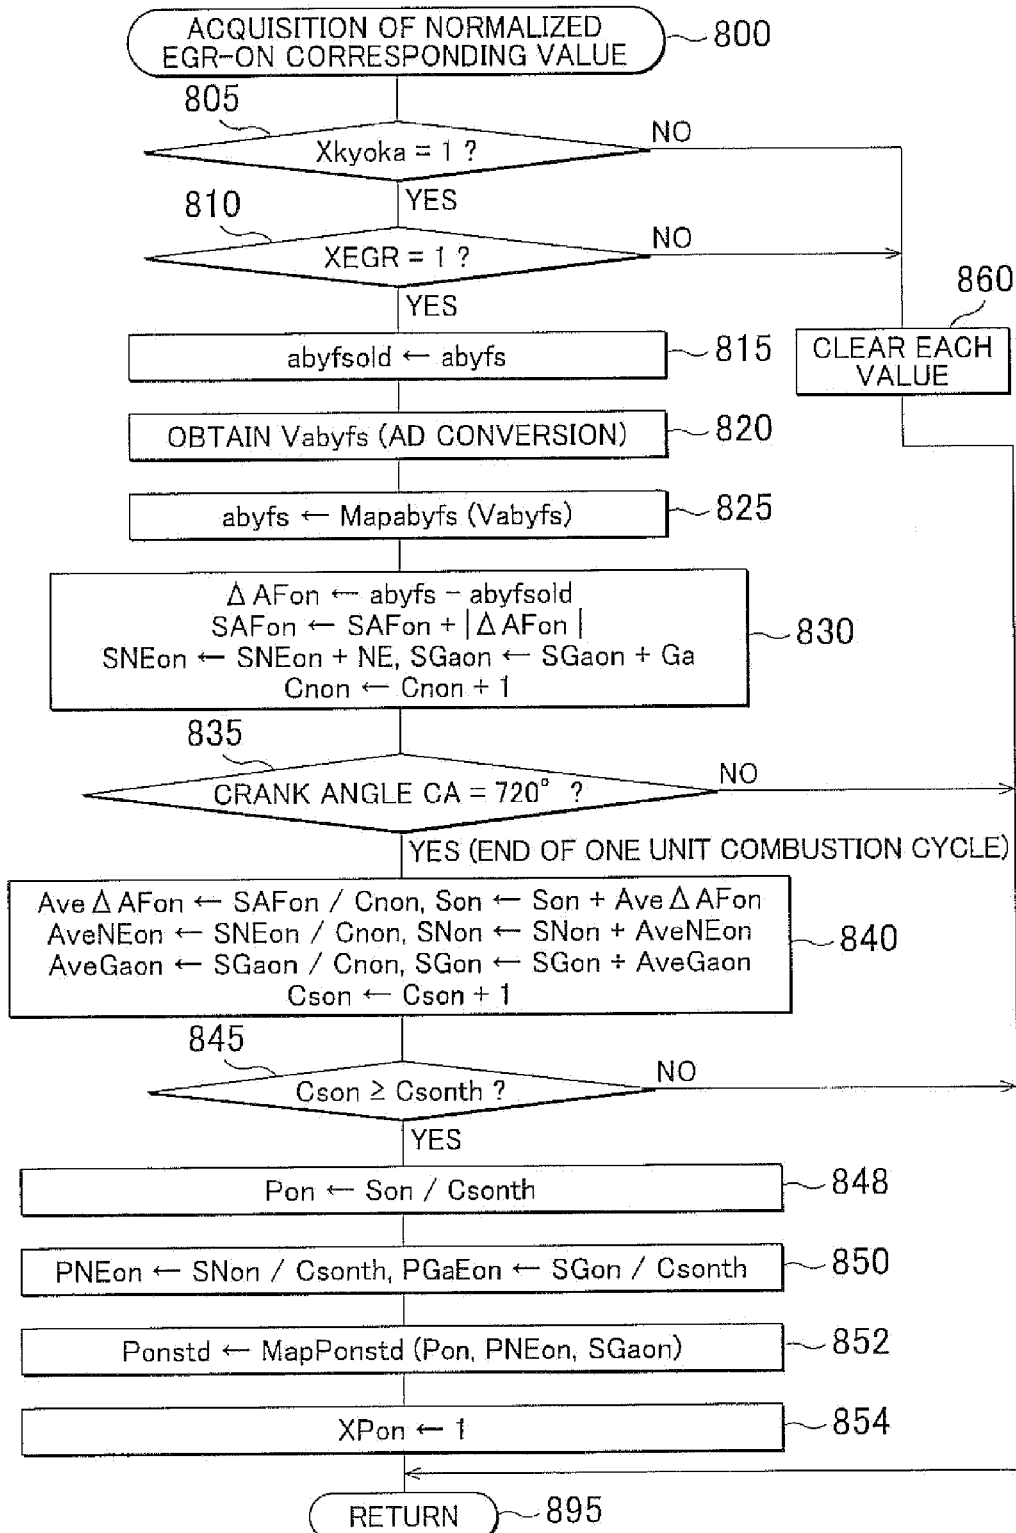 ACQUISITION OF NORMALIZED
EGR-ON CORRESPONDING VALUE
800
805
Xkyoka = 1 ?
NO
YES
810
XEGR = 1 ?
NO
YES
860
CLEAR EACH
VALUE
abyfsold ← abyfs
815
OBTAIN Vabyfs (AD CONVERSION)
820
abyfs ← Mapabyfs (Vabyfs)
825
Δ AFon ← abyfs - abyfsold
SAFon ← SAFon + |Δ AFon|
SNEon ← SNEon + NE, SGaon ← SGaon + Ga
Cnon ← Cnon + 1
830
835
CRANK ANGLE CA = 720° ?
NO
YES (END OF ONE UNIT COMBUSTION CYCLE)
Ave Δ AFon ← SAFon / Cnon, Son ← Son + Ave Δ AFon
AveNEon ← SNEon / Cnon, SNon ← SNon + AveNEon
AveGaon ← SGaon / Cnon, SGon ← SGon + AveGaon
Cson ← Cson + 1
840
845
Cson ≥ Csonth ?
NO
YES
Pon ← Son / Csonth
848
PNEon ← SNon / Csonth, PGaEon ← SGon / Csonth
850
Ponstd ← MapPonstd (Pon, PNEon, SGaon)
852
XPon ← 1
854
RETURN
895